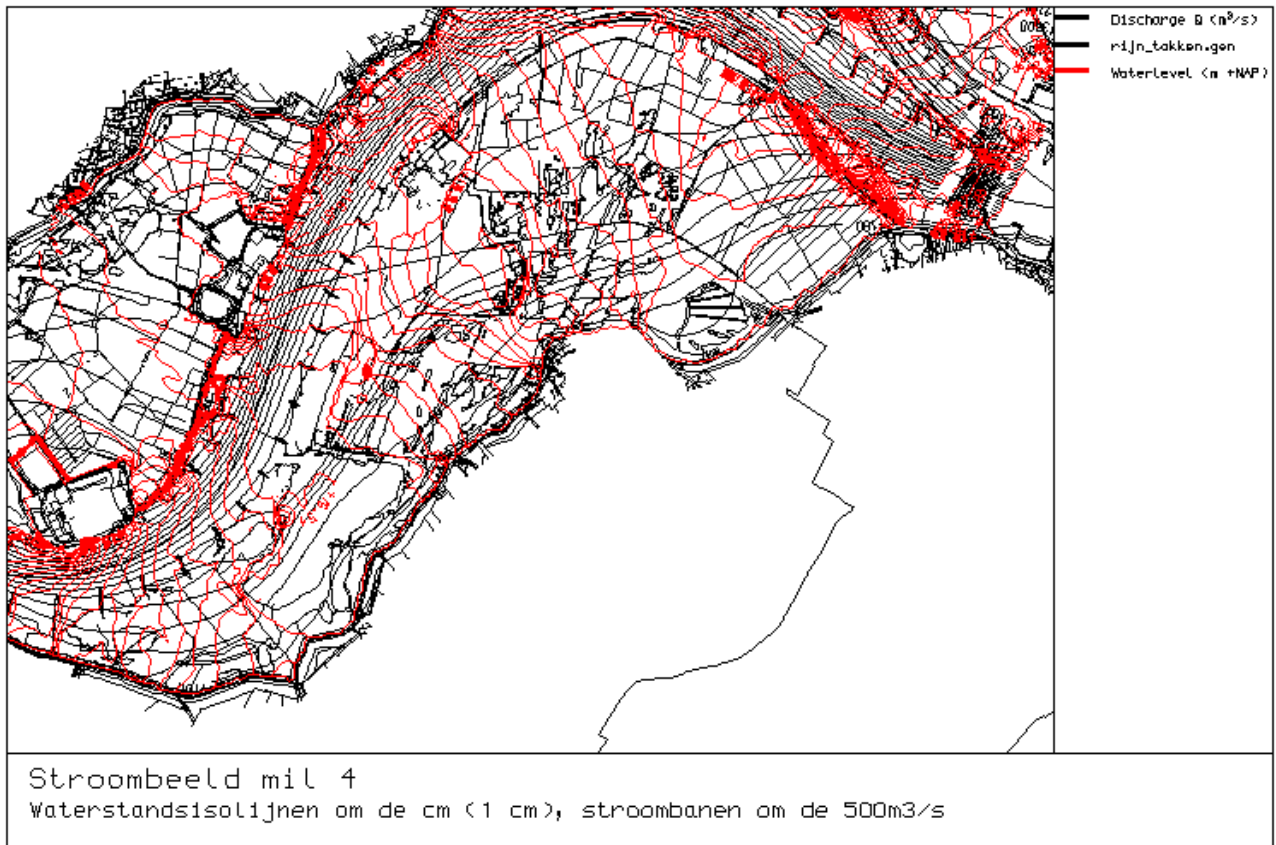 Discharge Q (m³/s)
rijn_takken.gen
Waterlevel (m +NAP)
Stroombeeld mil 4
Waterstandsisolijnen om de cm (1 cm), stroombanen om de 500m3/s